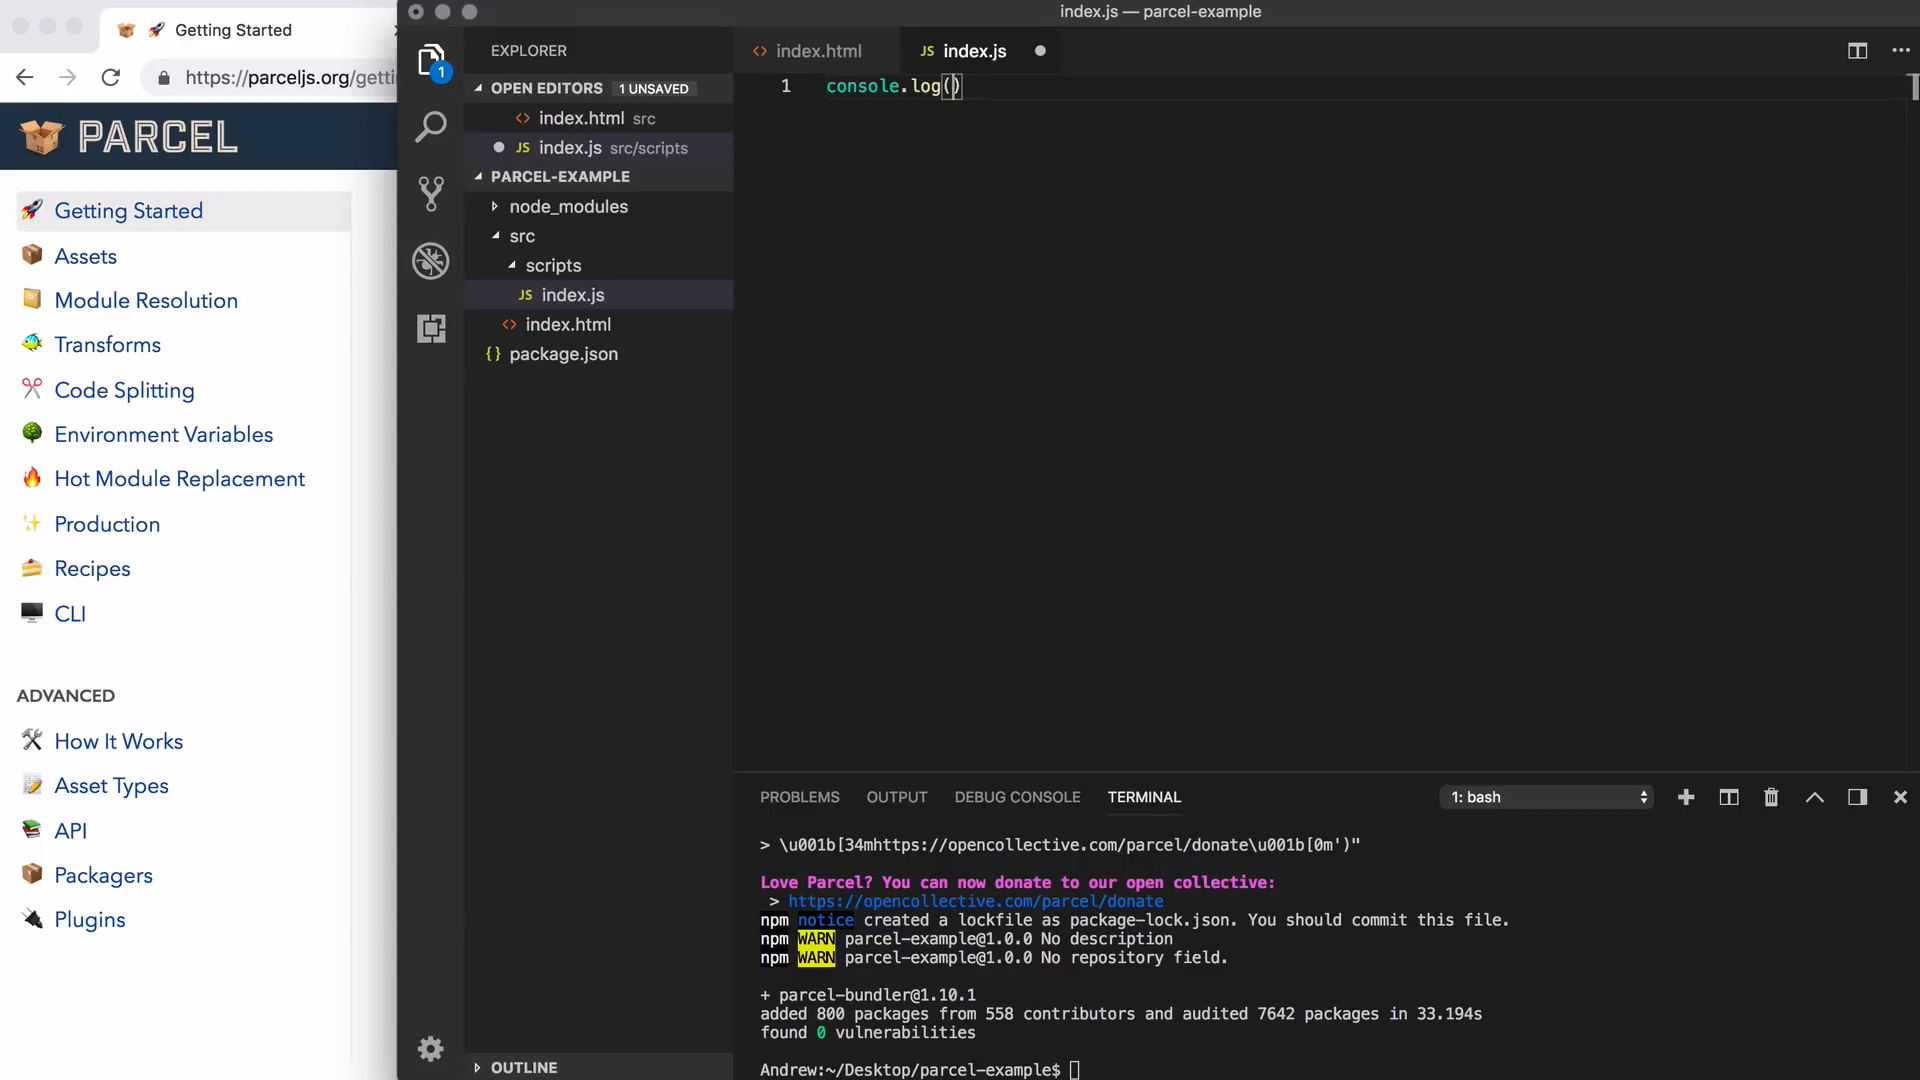 Getting Started
https://parceljs.org/getti
PARCEL
Getting Started
Assets
Module Resolution
Transforms
Code Splitting
Environment Variables
Hot Module Replacement
Production
Recipes
CLI
ADVANCED
How It Works
Asset Types
API
Packagers
Plugins
index.js — parcel-example
1
EXPLORER
OPEN EDITORS 1 UNSAVED
<> index.html src
JS index.js src/scripts
PARCEL-EXAMPLE
node_modules
src
scripts
JS index.js
<> index.html
{} package.json
OUTLINE
<> index.html
JS index.js
1 console.log()
PROBLEMS OUTPUT DEBUG CONSOLE TERMINAL
1: bash
> \u001b[34mhttps://opencollective.com/parcel/donate\u001b[0m')"
Love Parcel? You can now donate to our open collective:
> https://opencollective.com/parcel/donate
npm notice created a lockfile as package-lock.json. You should commit this file.
npm WARN parcel-example@1.0.0 No description
npm WARN parcel-example@1.0.0 No repository field.
+ parcel-bundler@1.10.1
added 800 packages from 558 contributors and audited 7642 packages in 33.194s
found 0 vulnerabilities
Andrew:~/Desktop/parcel-example$